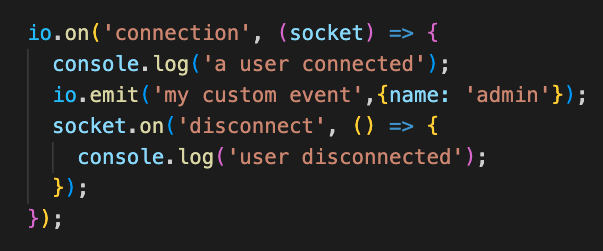 io.on('connection', (socket) => {
  console.log('a user connected');
  io.emit('my custom event',{name: 'admin'});
  socket.on('disconnect', () => {
    console.log('user disconnected');
  });
});